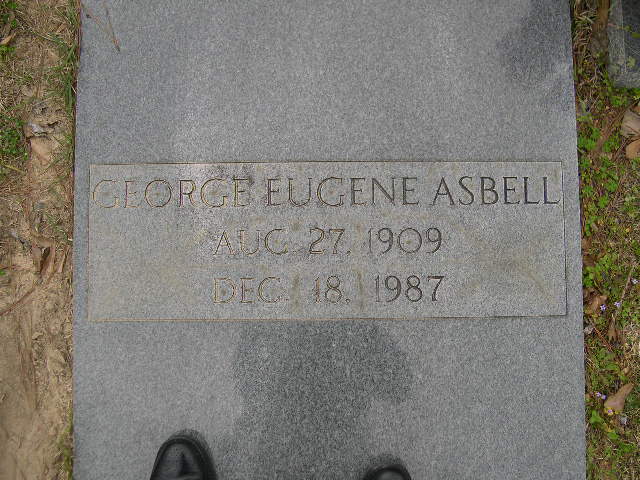 GEORGE EUGENE ASBELL
AUG. 27, 1909
DEC. 18, 1987